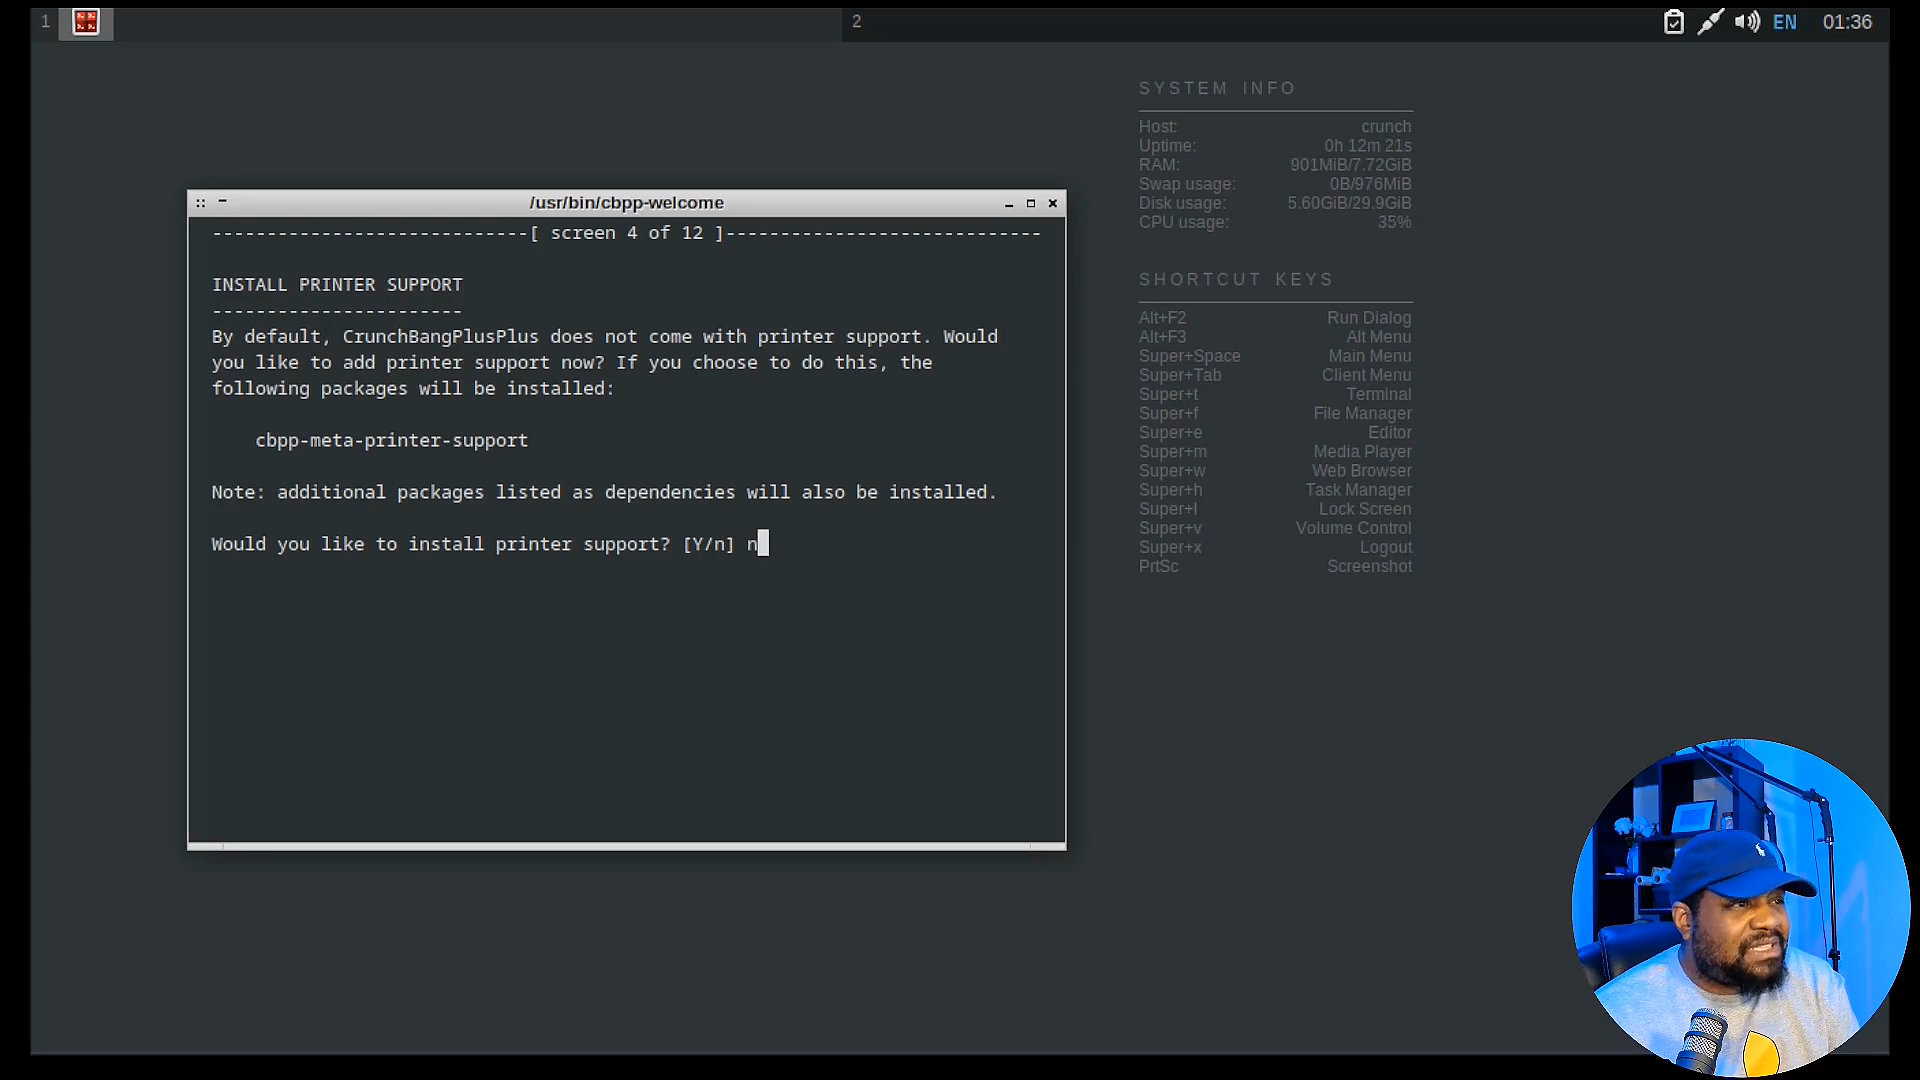 1
2
EN
01:36
/usr/bin/cbpp-welcome
-----------------------------[ screen 4 of 12 ]-----------------------------
INSTALL PRINTER SUPPORT
-----------------------
By default, CrunchBangPlusPlus does not come with printer support. Would
you like to add printer support now? If you choose to do this, the
following packages will be installed:
cbpp-meta-printer-support
Note: additional packages listed as dependencies will also be installed.
Would you like to install printer support? [Y/n] n
SYSTEM INFO
Host: crunch
Uptime: 0h 12m 21s
RAM: 901MiB/7.72GiB
Swap usage: 0B/976MiB
Disk usage: 5.60GiB/29.9GiB
CPU usage: 35%
SHORTCUT KEYS
Alt+F2 Run Dialog
Alt+F3 Alt Menu
Super+Space Main Menu
Super+Tab Client Menu
Super+t Terminal
Super+f File Manager
Super+e Editor
Super+m Media Player
Super+w Web Browser
Super+h Task Manager
Super+l Lock Screen
Super+v Volume Control
Super+x Logout
PrtSc Screenshot